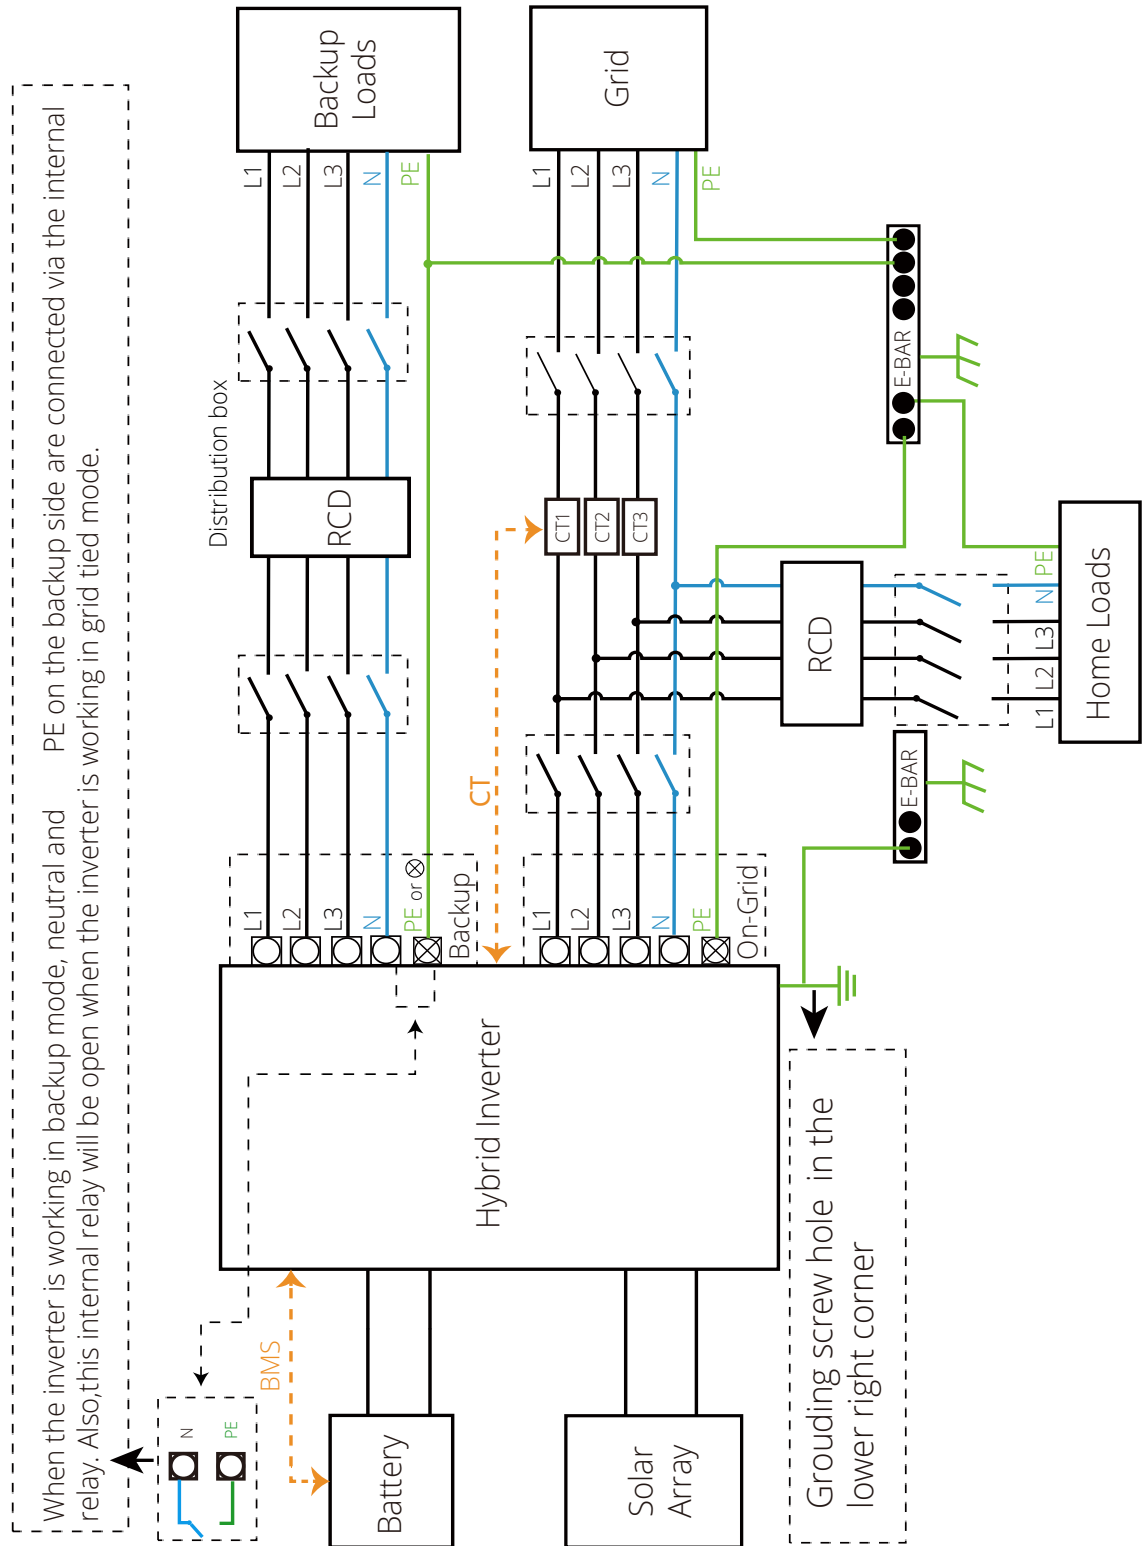 When the inverter is working in backup mode, neutral and PE on the backup side are connected via the internal
relay. Also,this internal relay will be open when the inverter is working in grid tied mode.
N
PE
BMS
Battery
Solar
Array
Hybrid Inverter
Grouding screw hole in the
lower right corner
L1
L2
L3
N
PE or
Backup
CT
L1
L2
L3
N
PE
On-Grid
Distribution box
RCD
CT1
CT2
CT3
RCD
E-BAR
E-BAR
L1
L2
L3
N
PE
Home Loads
L1
L2
L3
N
PE
Backup
Loads
L1
L2
L3
N
PE
Grid